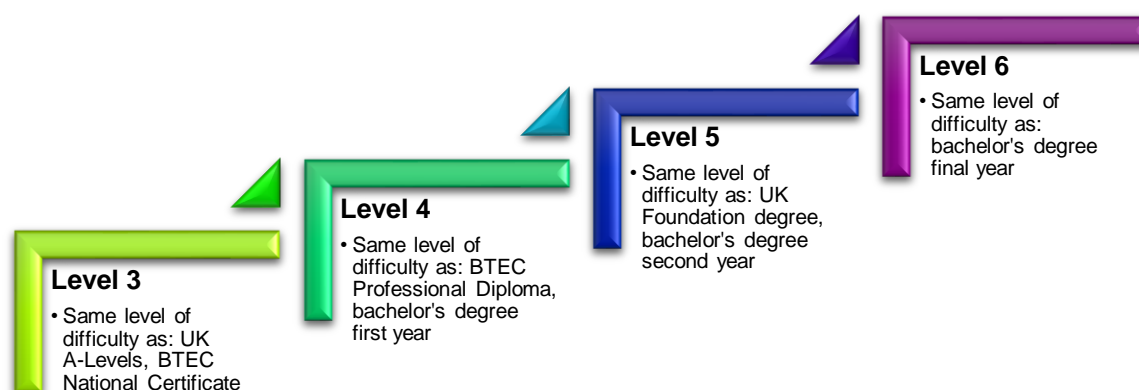 Level 6
• Same level of
difficulty as:
bachelor's degree
final year
Level 5
• Same level of
difficulty as: UK
Foundation degree,
bachelor's degree
second year
Level 4
• Same level of
difficulty as: BTEC
Professional Diploma,
bachelor's degree
first year
Level 3
• Same level of
difficulty as: UK
A-Levels, BTEC
National Certificate